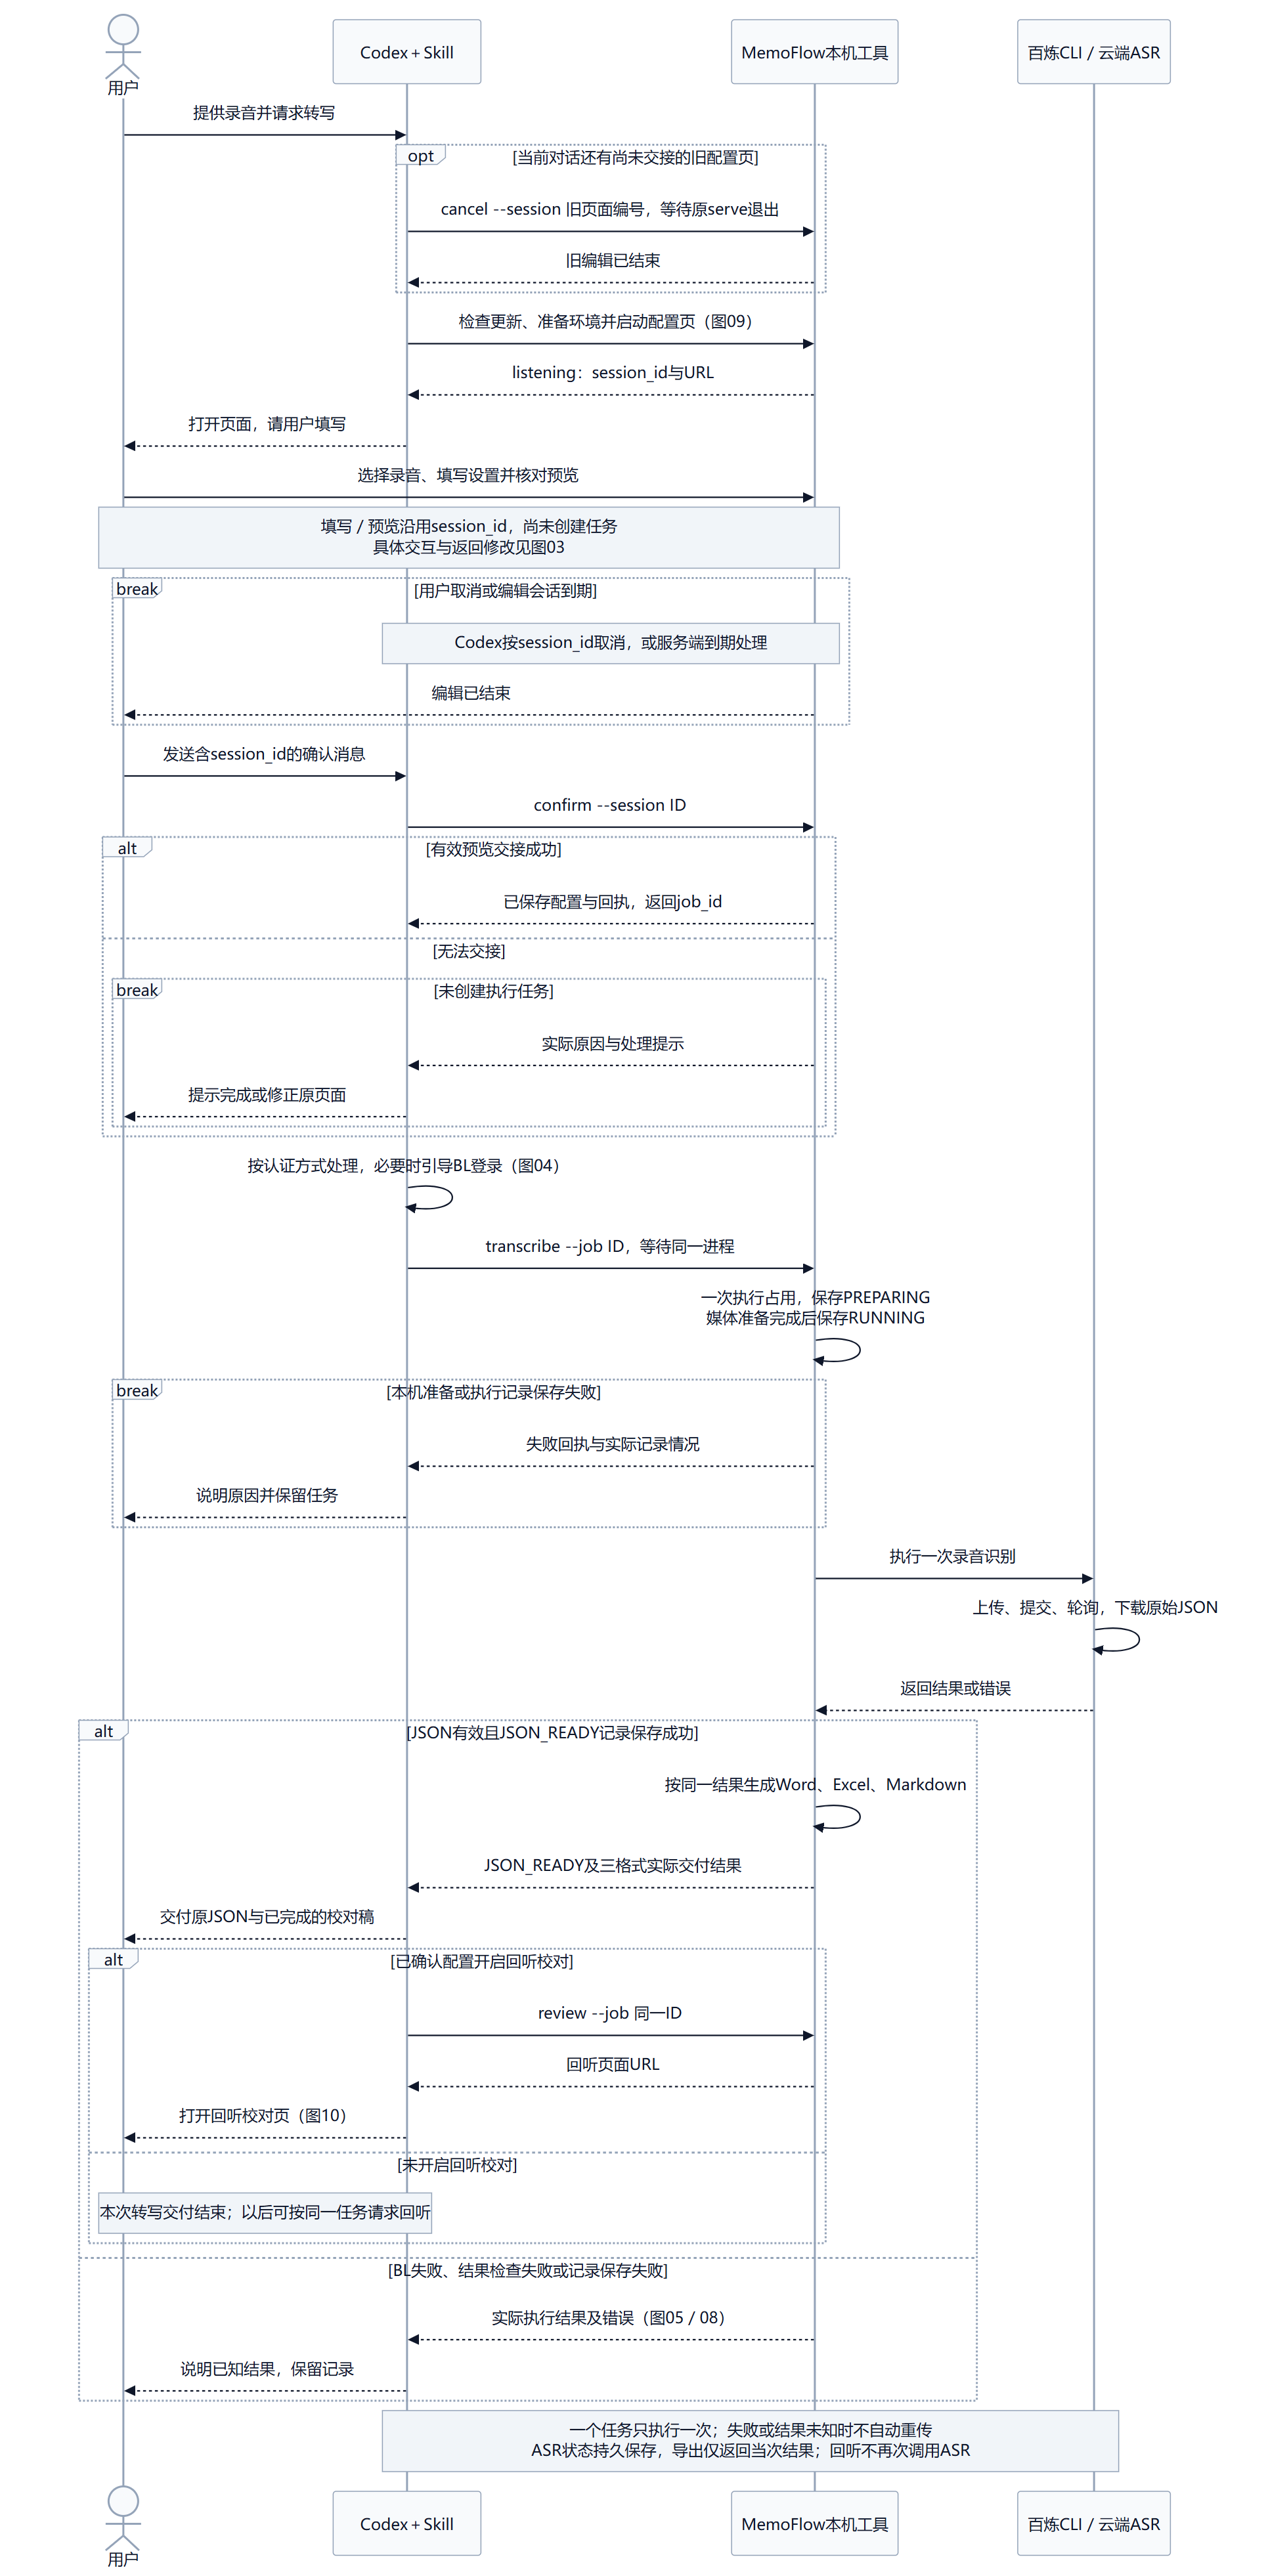 用户
Codex＋Skill
MemoFlow本机工具
百炼CLI / 云端ASR
提供录音并请求转写
opt
[当前对话还有尚未交接的旧配置页]
cancel --session 旧页面编号，等待原serve退出
旧编辑已结束
检查更新、准备环境并启动配置页（图09）
listening：session_id与URL
打开页面，请用户填写
选择录音、填写设置并核对预览
填写 / 预览沿用session_id，尚未创建任务
具体交互与返回修改见图03
break
[用户取消或编辑会话到期]
Codex按session_id取消，或服务端到期处理
编辑已结束
发送含session_id的确认消息
confirm --session ID
alt
[有效预览交接成功]
已保存配置与回执，返回job_id
[无法交接]
break
[未创建执行任务]
实际原因与处理提示
提示完成或修正原页面
按认证方式处理，必要时引导BL登录（图04）
transcribe --job ID，等待同一进程
一次执行占用，保存PREPARING
媒体准备完成后保存RUNNING
break
[本机准备或执行记录保存失败]
失败回执与实际记录情况
说明原因并保留任务
执行一次录音识别
上传、提交、轮询，下载原始JSON
返回结果或错误
alt
[JSON有效且JSON_READY记录保存成功]
按同一结果生成Word、Excel、Markdown
JSON_READY及三格式实际交付结果
交付原JSON与已完成的校对稿
alt
[已确认配置开启回听校对]
review --job 同一ID
回听页面URL
打开回听校对页（图10）
[未开启回听校对]
本次转写交付结束；以后可按同一任务请求回听
[BL失败、结果检查失败或记录保存失败]
实际执行结果及错误（图05 / 08）
说明已知结果，保留记录
一个任务只执行一次；失败或结果未知时不自动重传
ASR状态持久保存，导出仅返回当次结果；回听不再次调用ASR
用户
Codex＋Skill
MemoFlow本机工具
百炼CLI / 云端ASR